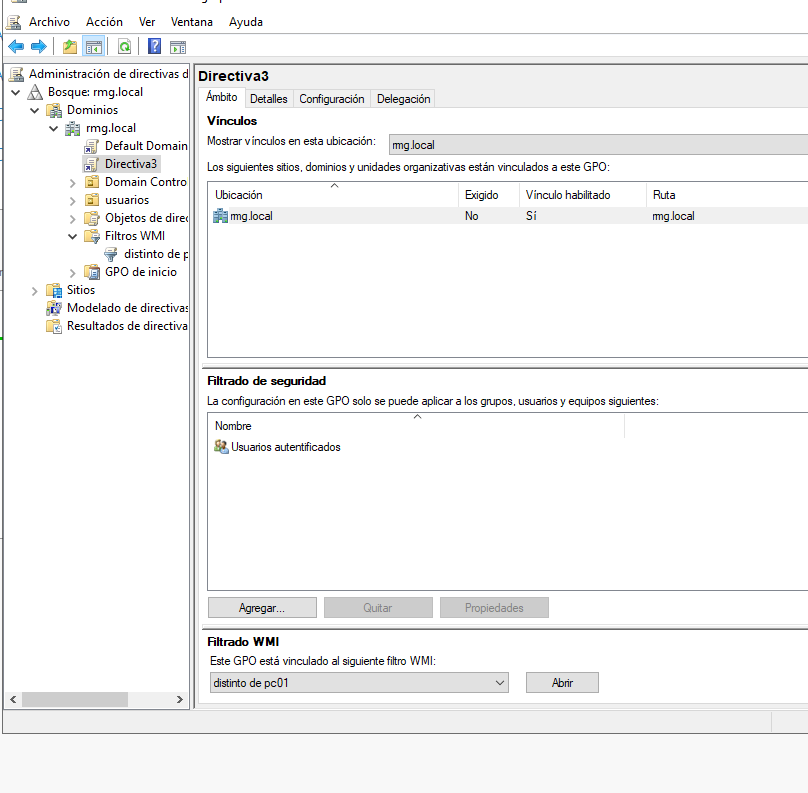 Archivo Acción Ver Ventana Ayuda
Administración de directivas d
Bosque: rmg.local
Dominios
rmg.local
Default Domain
Directiva3
Domain Contro
usuarios
Objetos de direc
Filtros WMI
distinto de p
GPO de inicio
Sitios
Modelado de directivas
Resultados de directiva
Directiva3
Ámbito Detalles Configuración Delegación
Vínculos
Mostrar vínculos en esta ubicación: rmg.local
Los siguientes sitios, dominios y unidades organizativas están vinculados a este GPO:
Ubicación Exigido Vínculo habilitado Ruta
rmg.local No Sí rmg.local
Filtrado de seguridad
La configuración en este GPO solo se puede aplicar a los grupos, usuarios y equipos siguientes:
Nombre
Usuarios autentificados
Agregar... Quitar Propiedades
Filtrado WMI
Este GPO está vinculado al siguiente filtro WMI:
distinto de pc01 Abrir